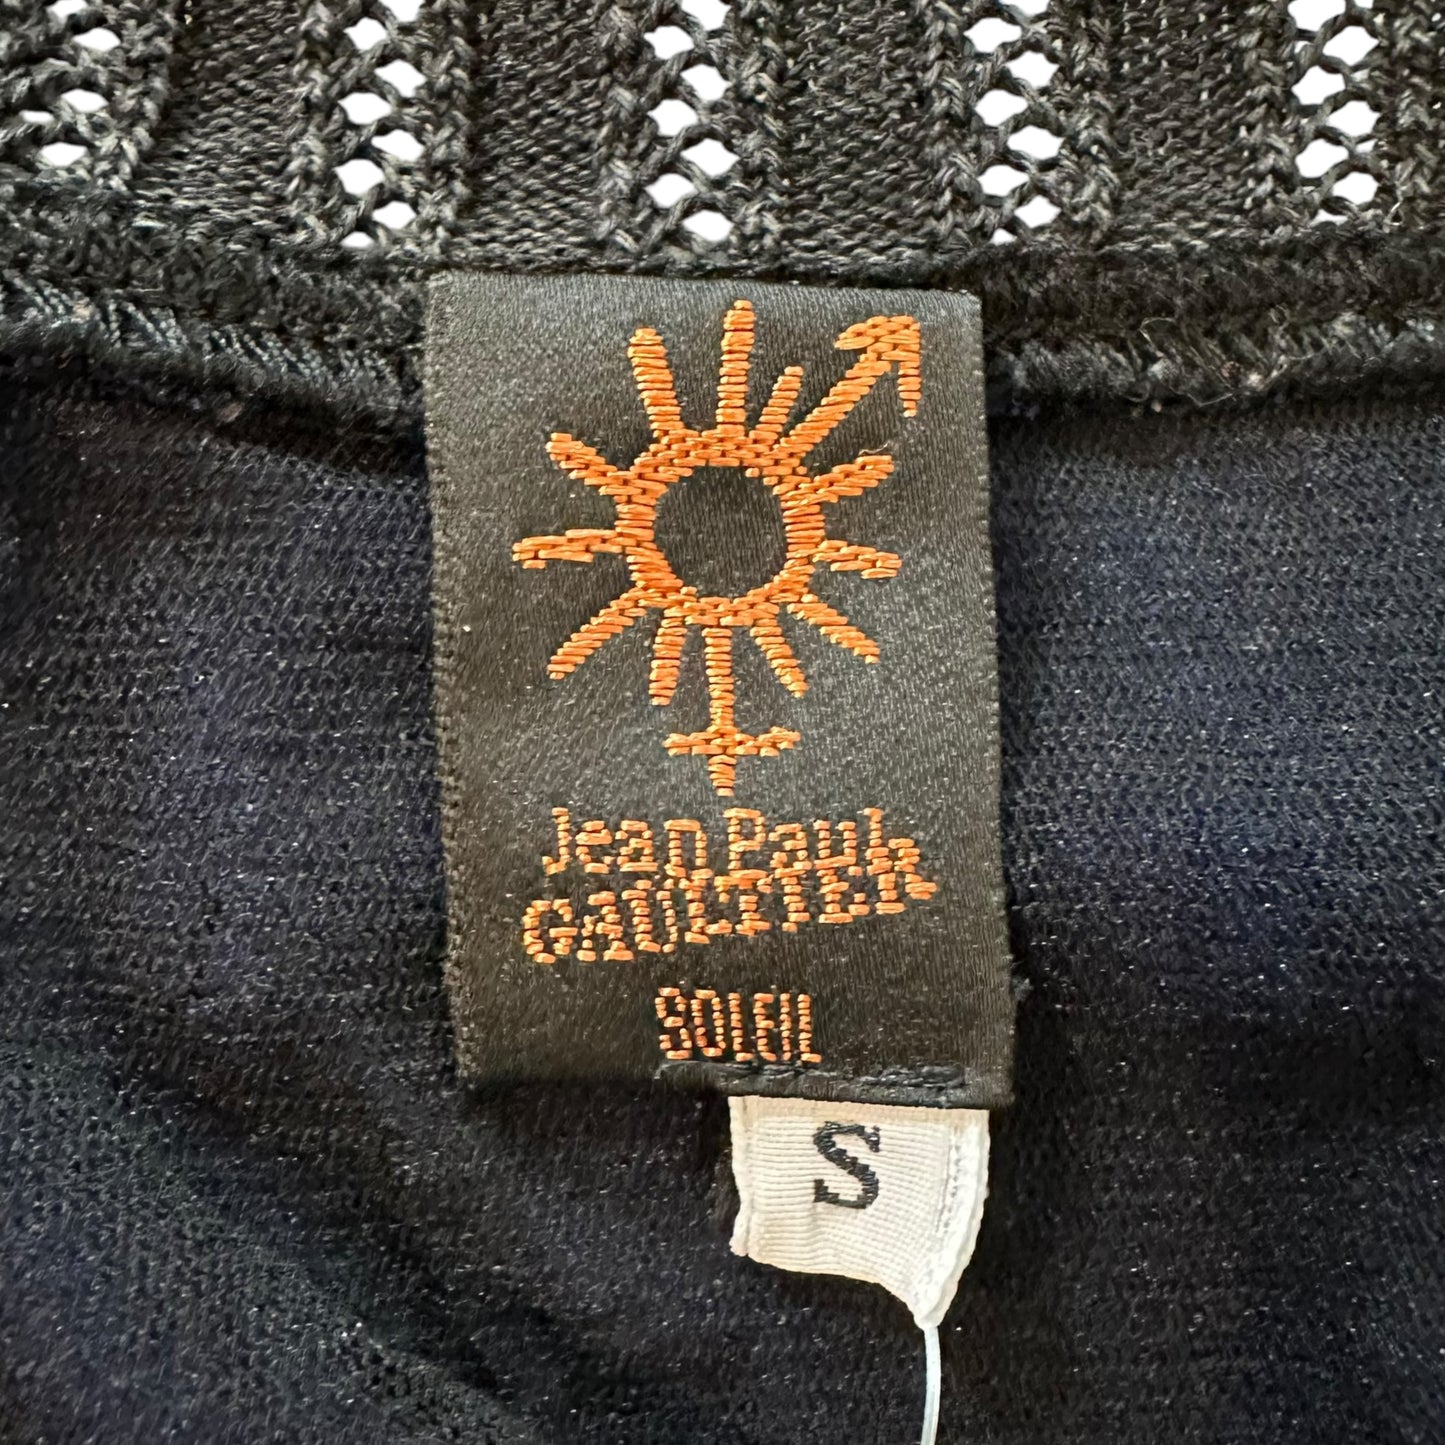 Jean Paul
GAULTIER
SOLEIL
S